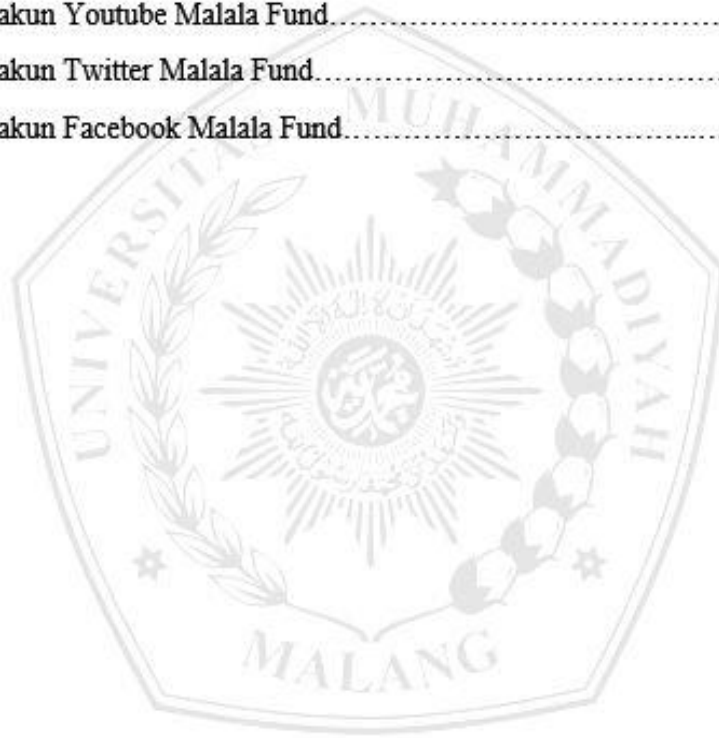 akun Youtube Malala Fund……………………………………………
akun Twitter Malala Fund……………………………………………
akun Facebook Malala Fund…………………………………...……
UNIVERSITAS MUHAMMADIYAH
MALANG